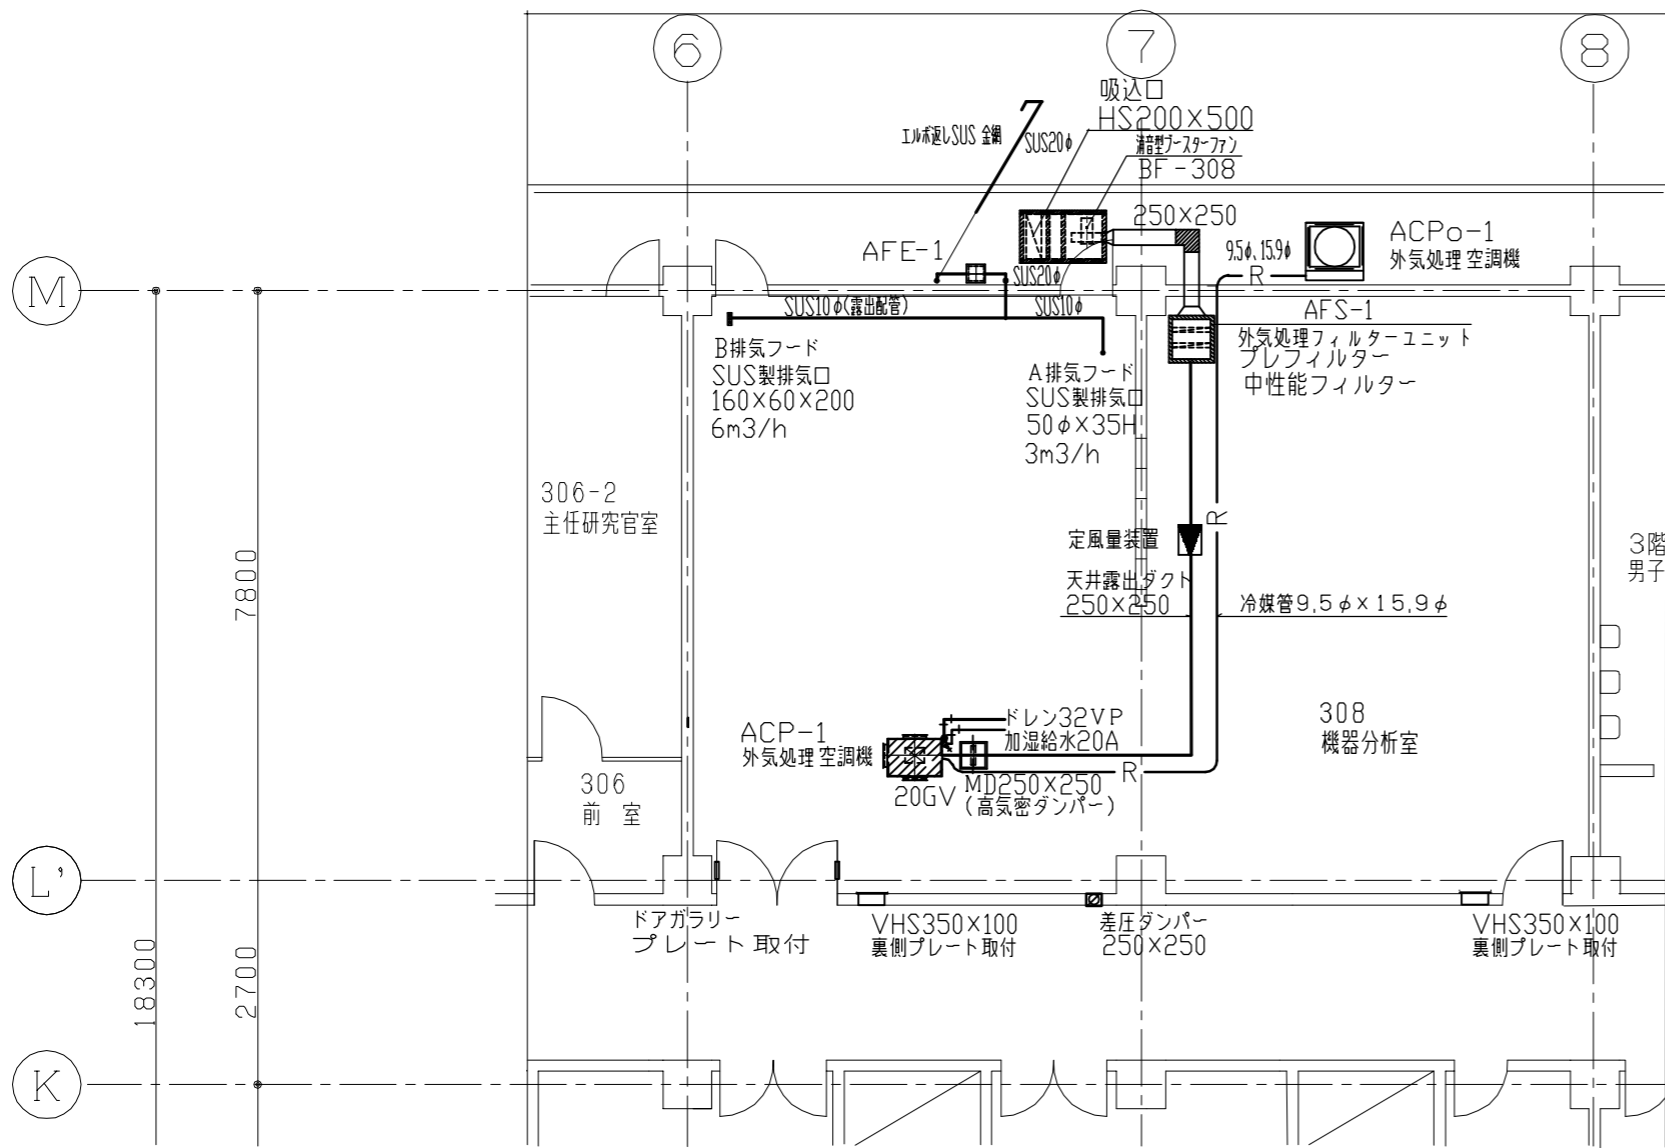 6
7
8
吸込口
HS200×500
エルボ返しSUS 金網
SUS20φ
消音型ブースターファン
BF-308
250×250
AFE-1
ACPo-1
外気処理 空調機
9.5φ、15.9φ
R
M
SUS20φ
SUS10φ(露出配管)
SUS10φ
AFS-1
外気処理フィルターユニット
プレフィルター
中性能フィルター
B排気フード
SUS製排気口
160×60×200
6m3/h
A排気フード
SUS製排気口
50φ×35H
3m3/h
306-2
主任研究官室
R
定風量装置
3階
男子
7800
天井露出ダクト
250×250
冷媒管9.5φ×15.9φ
ACP-1
外気処理 空調機
ドレン32VP
加湿給水20A
308
機器分析室
306
前 室
20GV
MD250×250
(高気密ダンパー)
R
L'
ドアガラリー
プレート取付
VHS350×100
裏側プレート取付
差圧ダンパー
250×250
VHS350×100
裏側プレート取付
18300
2700
K